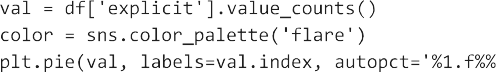 val = df['explicit'].value_counts()
color = sns.color_palette('flare')
plt.pie(val, labels=val.index, autopct='%1.f%%